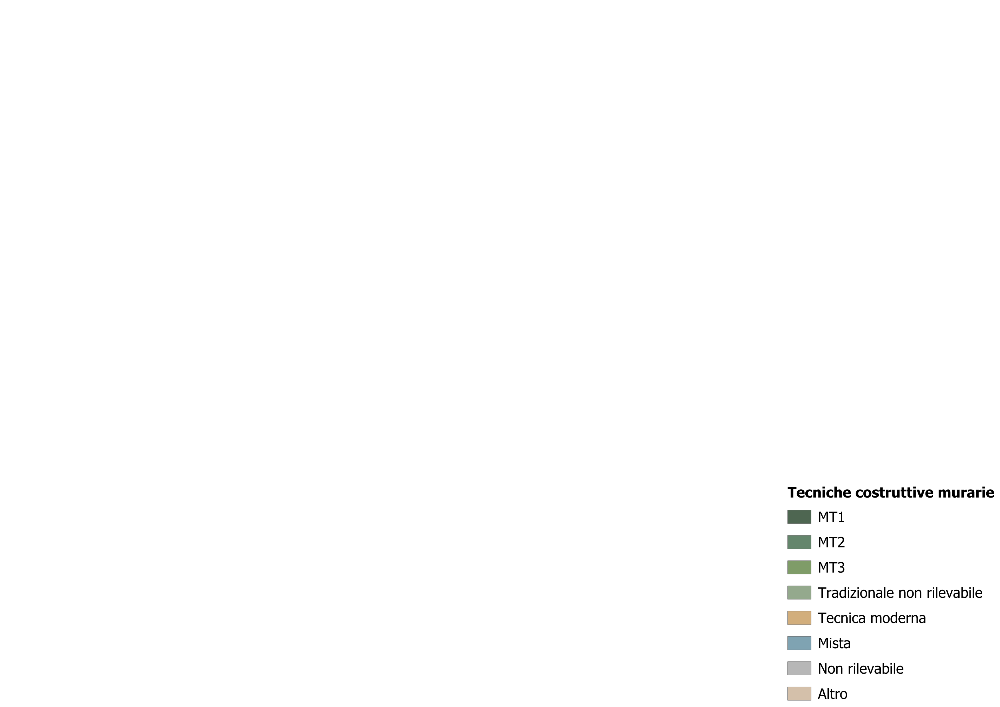 Tecniche costruttive murarie
MT1
MT2
MT3
Tradizionale non rilevabile
Tecnica moderna
Mista
Non rilevabile
Altro